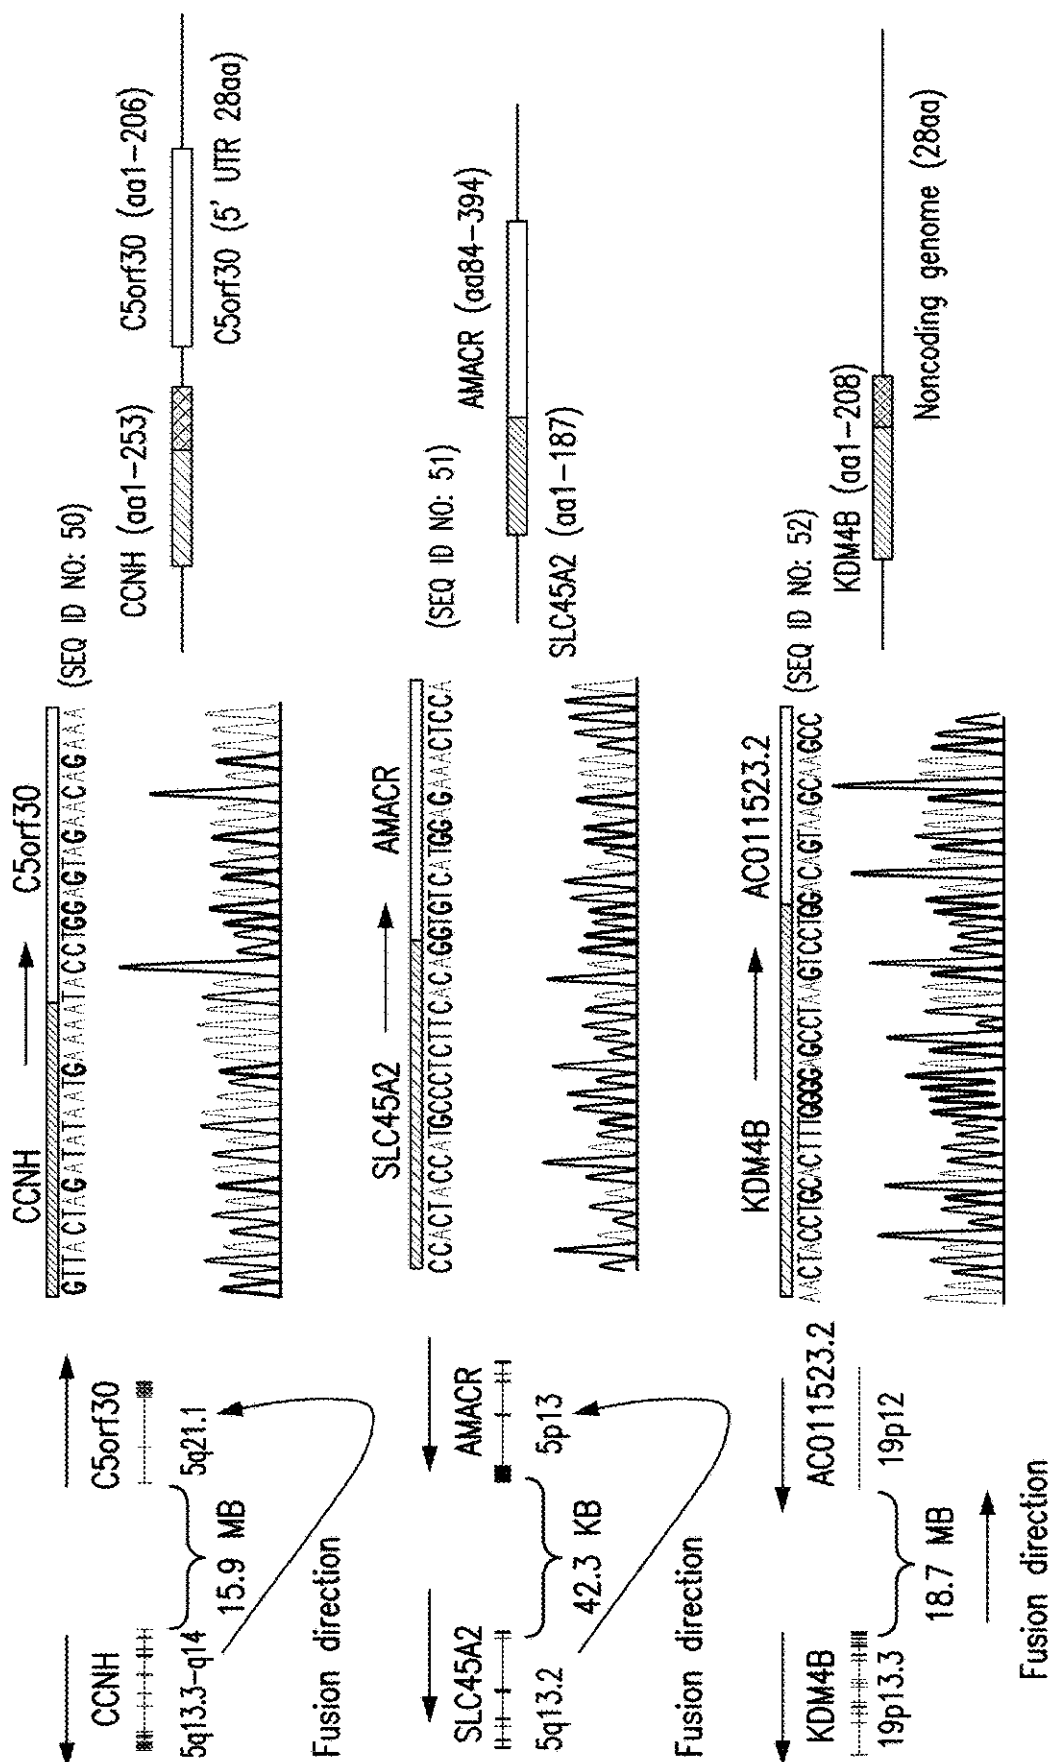 CCNH
C5orf30
5q13.3-q14
5q21.1
15.9 MB
Fusion direction
CCNH
C5orf30
GTTACTAGATATAATGAAAATACCTGGAGTAGAACAGAAA
(SEQ ID NO: 50)
CCNH (aa1-253)
C5orf30 (aa1-206)
C5orf30 (5' UTR 28aa)
SLC45A2
AMACR
5q13.2
5p13
42.3 KB
Fusion direction
SLC45A2
AMACR
CCACTACCATGCCCTCTTCACAGGTGTCATGGAGAAACTCCA
(SEQ ID NO: 51)
AMACR (aa84-394)
SLC45A2 (aa1-187)
KDM4B
AC011523.2
19p13.3
19p12
18.7 MB
Fusion direction
KDM4B
AC011523.2
AACTACCTGCACTTTGGGGAGCCTAAGTCCTGGACAGTAAGCAAGCC
(SEQ ID NO: 52)
KDM4B (aa1-208)
Noncoding genome (28aa)